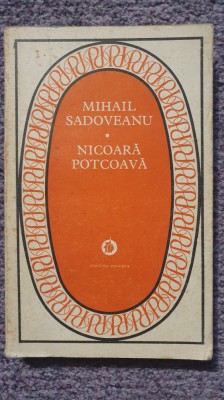 MIHAIL
SADOVEANU
•
NICOARĂ
POTCOAVĂ